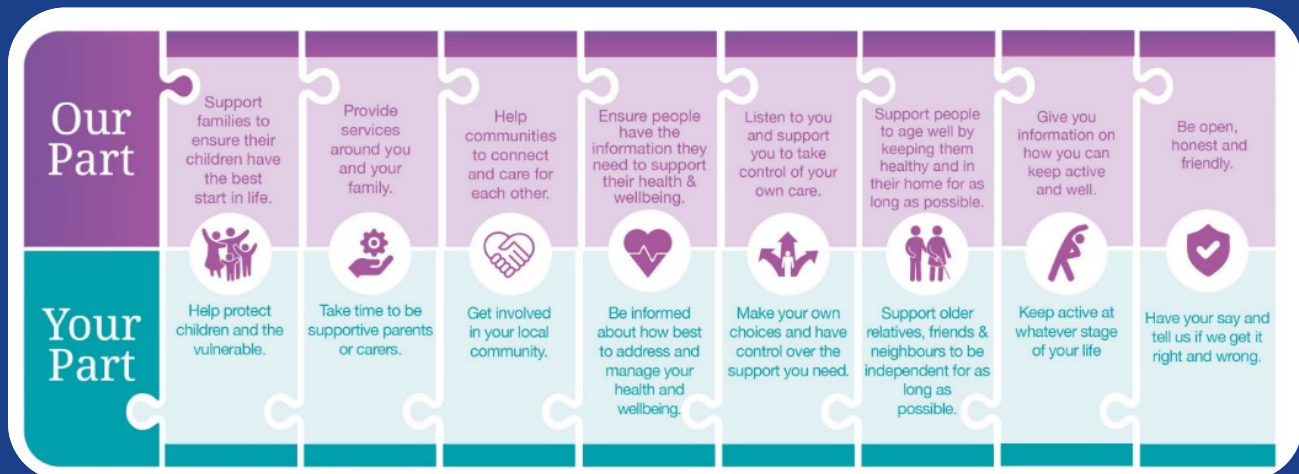 Our
Part
Support
families to
ensure their
children have
the best
start in life.
Provide
services
around you
and your
family.
Help
communities
to connect
and care for
each other.
Ensure people
have the
information they
need to support
their health &
wellbeing.
Listen to you
and support
you to take
control of your
own care.
Support people
to age well by
keeping them
healthy and in
their home for as
long as possible.
Give you
information on
how you can
keep active
and well.
Be open,
honest and
friendly.
Your
Part
Help protect
children and the
vulnerable.
Take time to be
supportive parents
or carers.
Get involved
in your local
community.
Be informed
about how best
to address and
manage your
health and
wellbeing.
Make your own
choices and have
control over the
support you need.
Support older
relatives, friends &
neighbours to be
independent for as
long as
possible.
Keep active at
whatever stage
of your life
Have your say and
tell us if we get it
right and wrong.